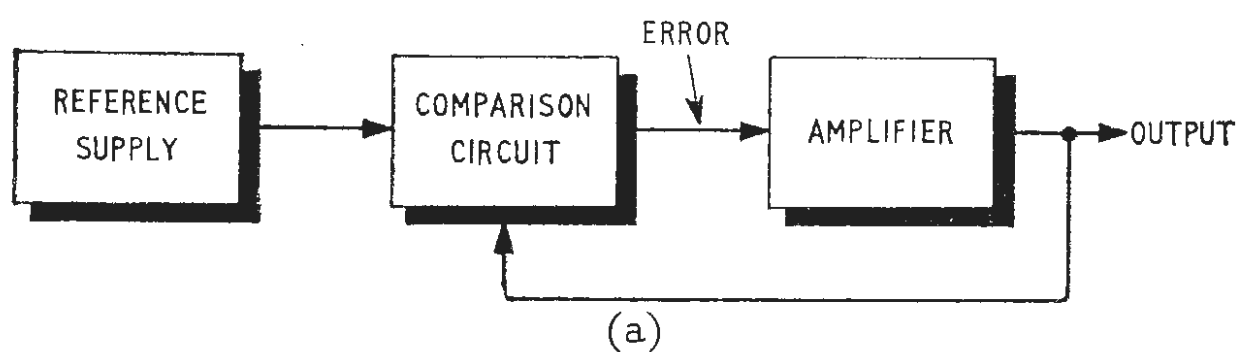 ERROR
REFERENCE
SUPPLY
COMPARISON
CIRCUIT
AMPLIFIER
OUTPUT
(a)